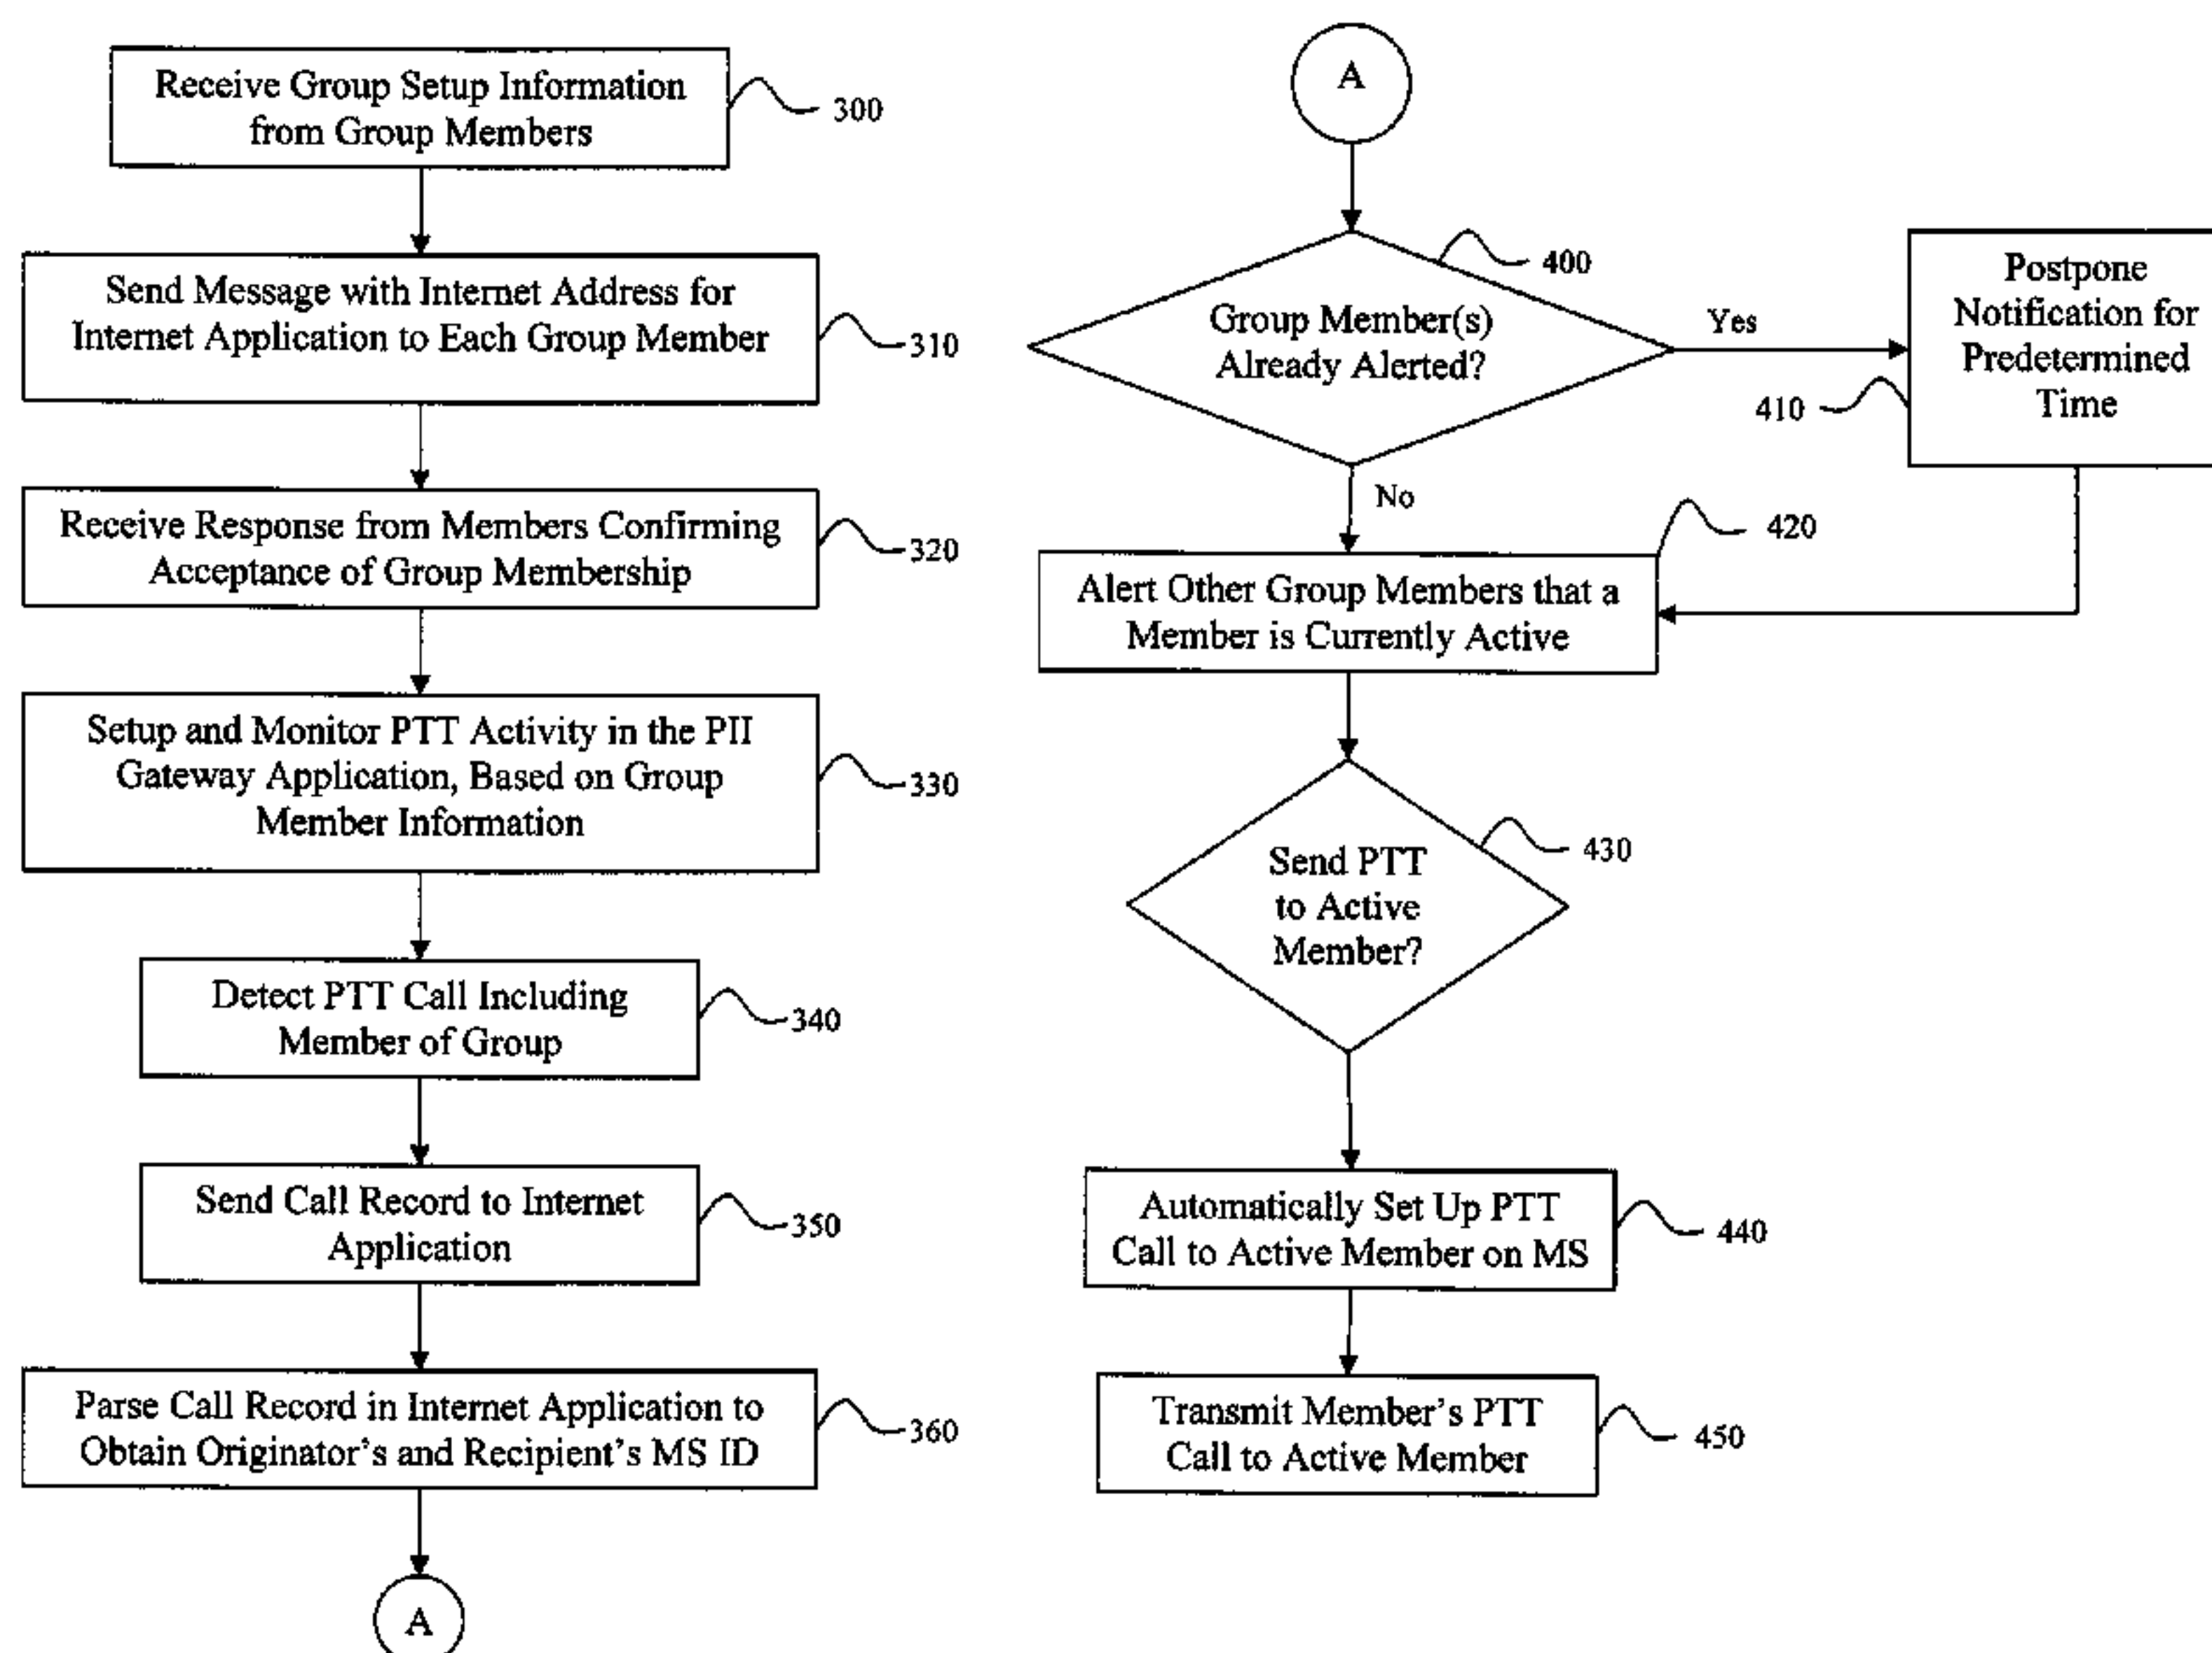 Receive Group Setup Information
from Group Members
300
Send Message with Internet Address for
Internet Application to Each Group Member
310
Receive Response from Members Confirming
Acceptance of Group Membership
320
Setup and Monitor PTT Activity in the PII
Gateway Application, Based on Group
Member Information
330
Detect PTT Call Including
Member of Group
340
Send Call Record to Internet
Application
350
Parse Call Record in Internet Application to
Obtain Originator's and Recipient's MS ID
360
A
A
400
Group Member(s)
Already Alerted?
Yes
Postpone
Notification for
Predetermined
Time
410
No
420
Alert Other Group Members that a
Member is Currently Active
430
Send PTT
to Active
Member?
Automatically Set Up PTT
Call to Active Member on MS
440
Transmit Member's PTT
Call to Active Member
450